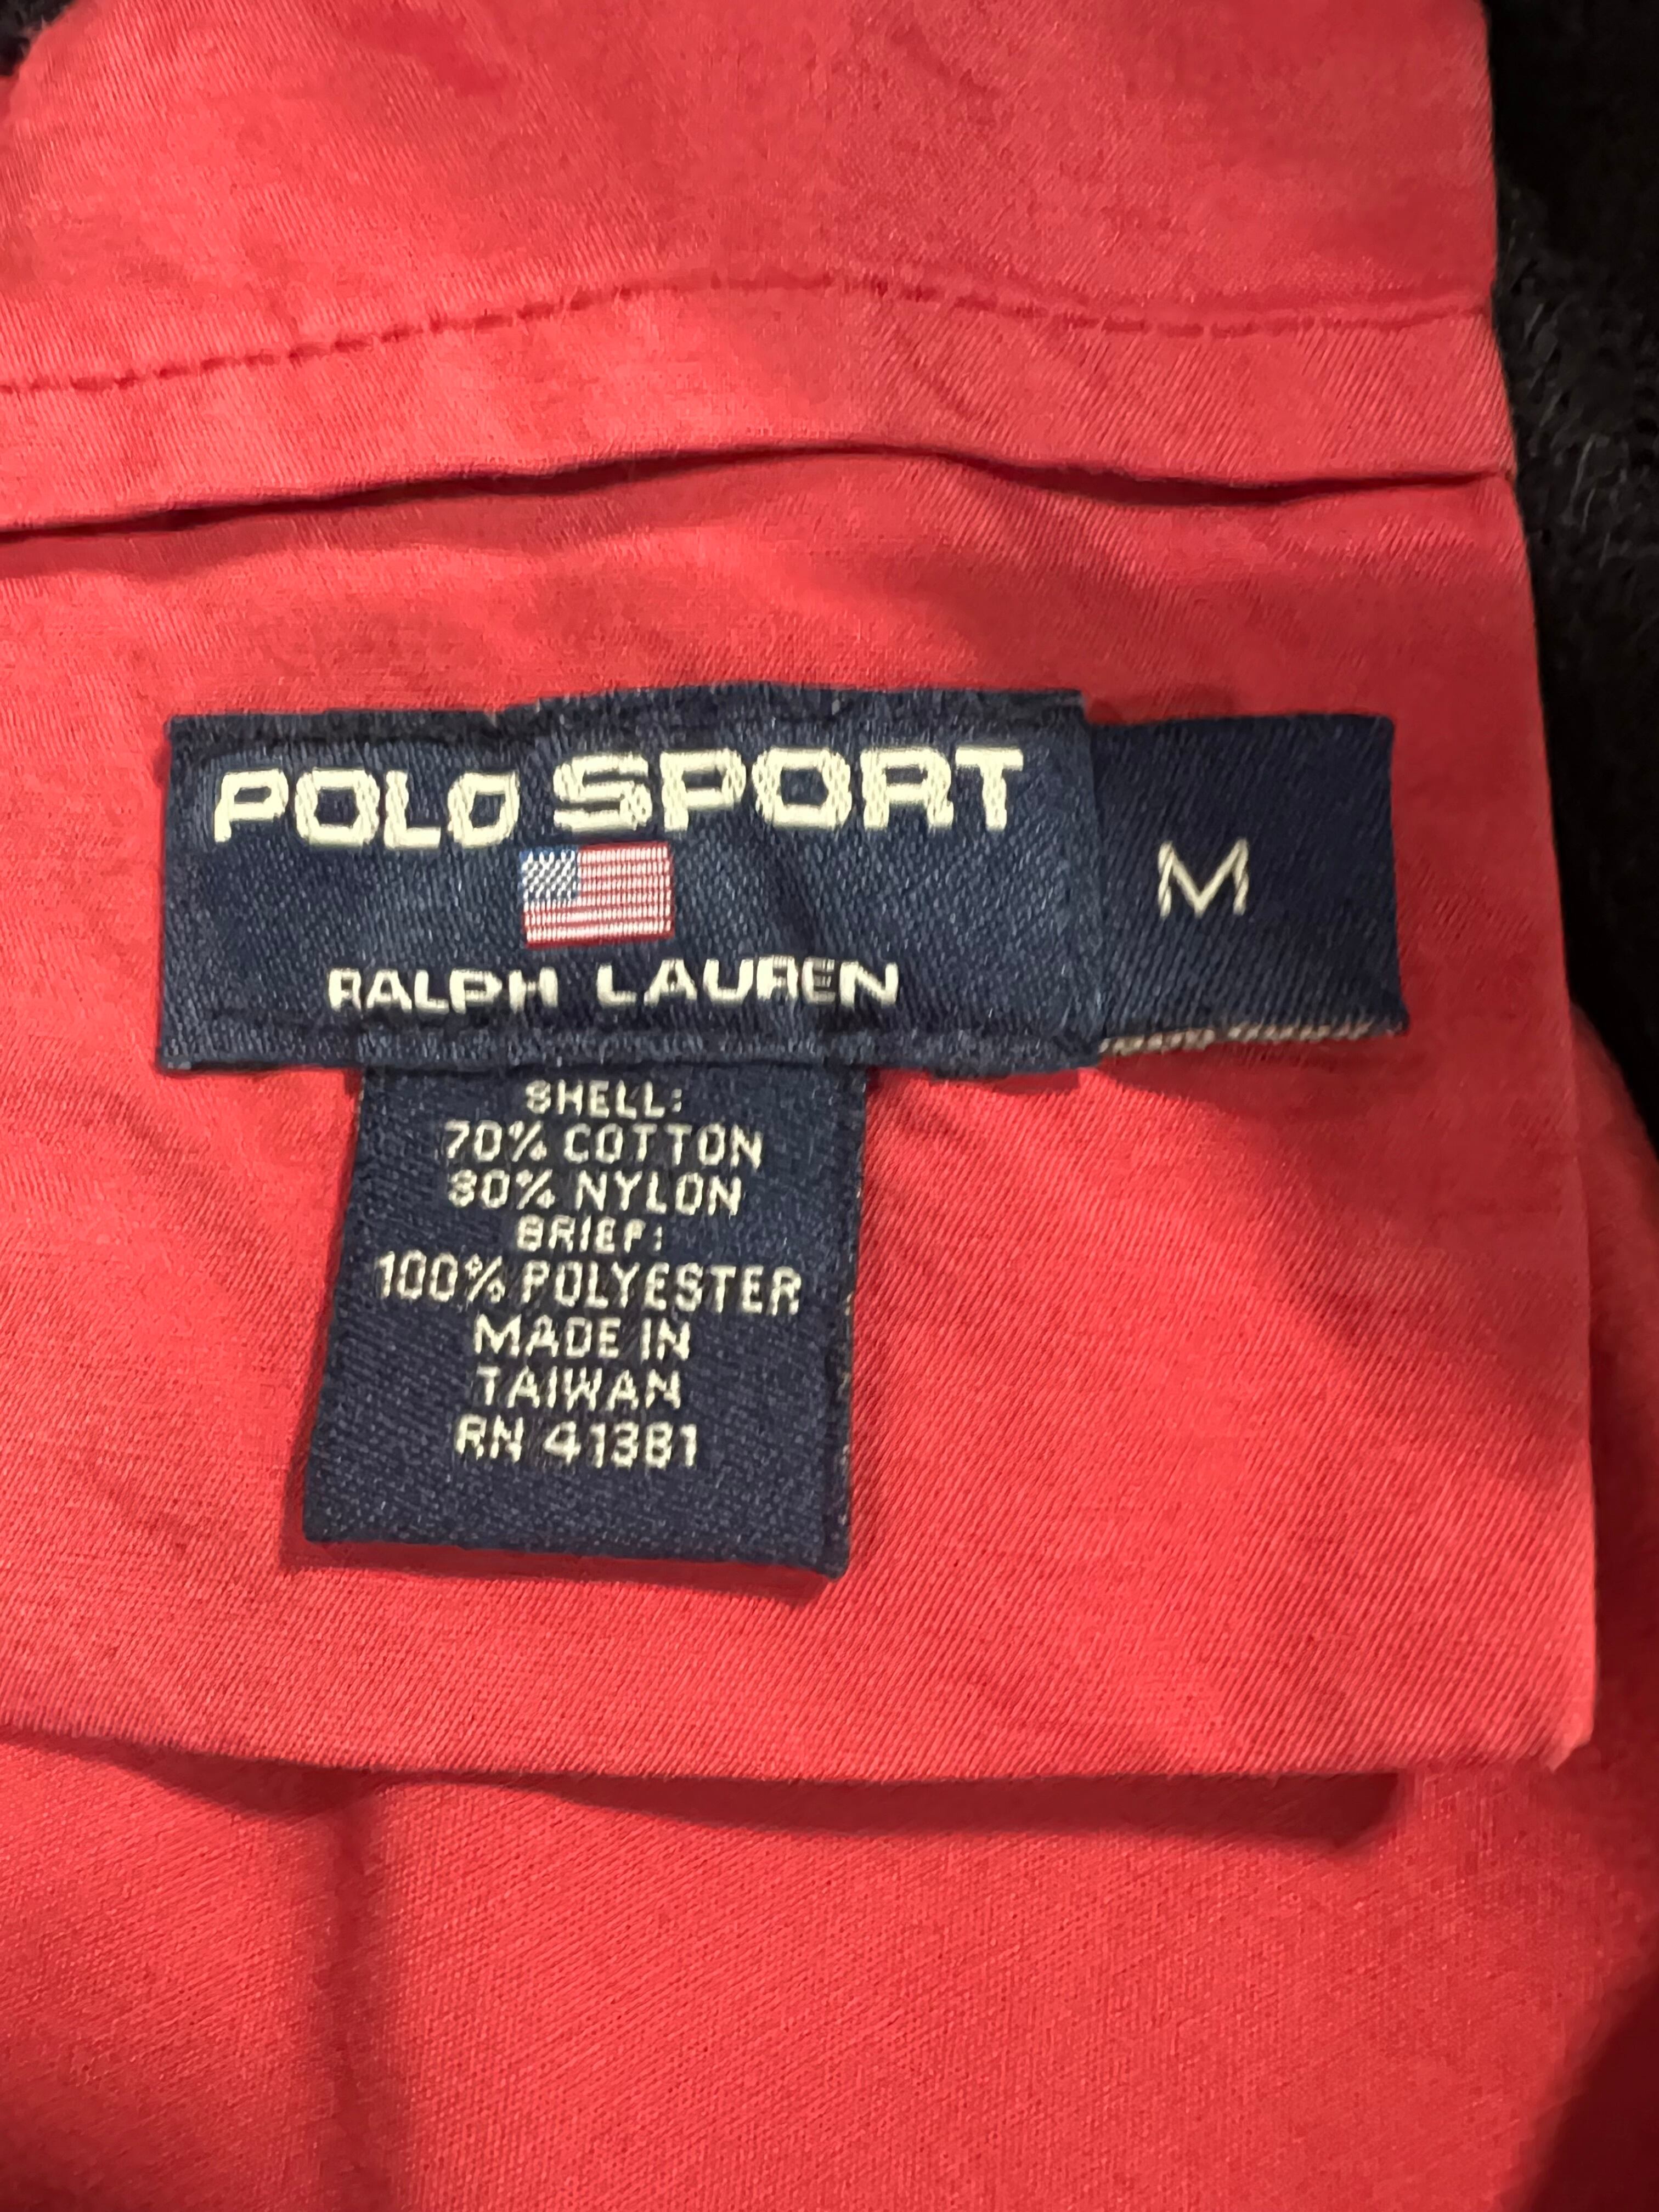 POLO SPORT
RALPH LAUREN
M
SHELL:
70% COTTON
30% NYLON
BRIEF:
100% POLYESTER
MADE IN
TAIWAN
RN 41381